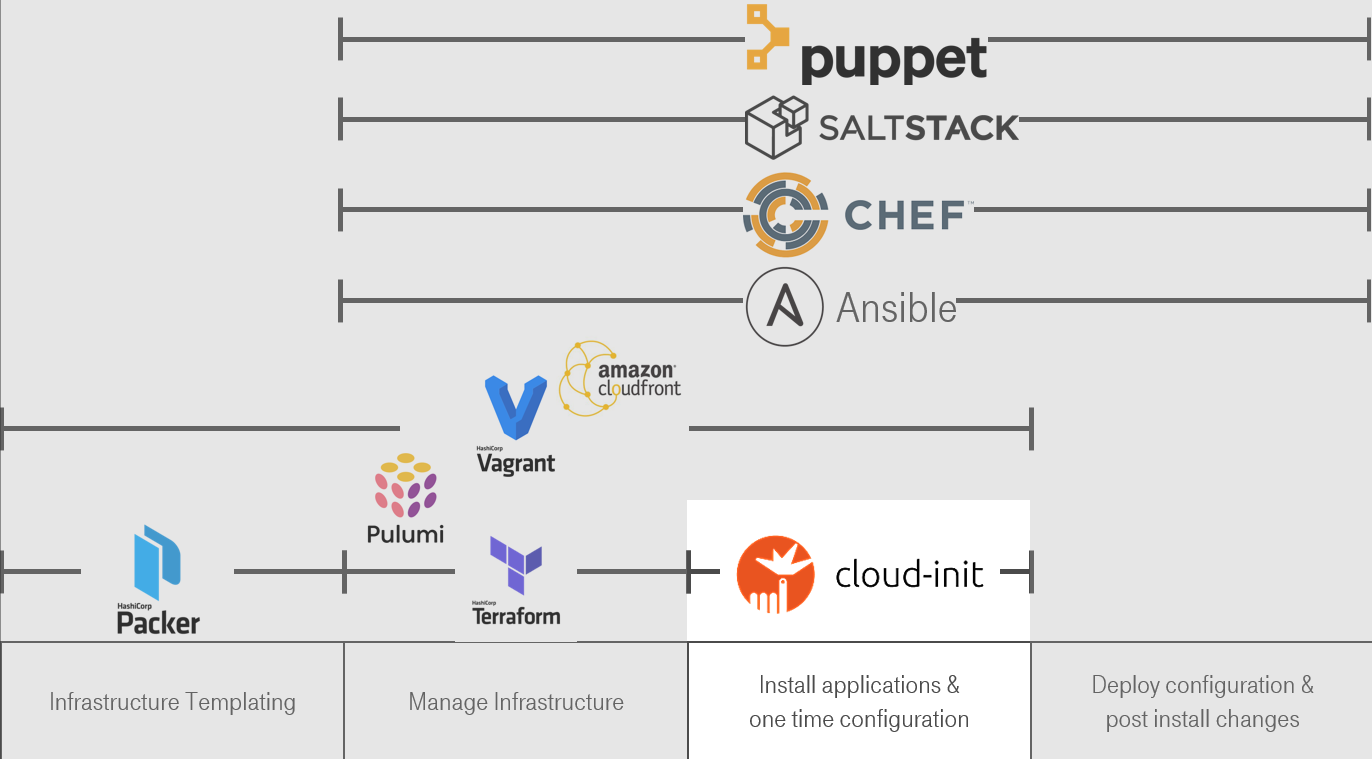 puppet
SALTSTACK
CHEF™
Ansible
amazon
cloudfront
HashiCorp
Vagrant
Pulumi
HashiCorp
Packer
HashiCorp
Terraform
cloud-init
Infrastructure Templating
Manage Infrastructure
Install applications &
one time configuration
Deploy configuration &
post install changes